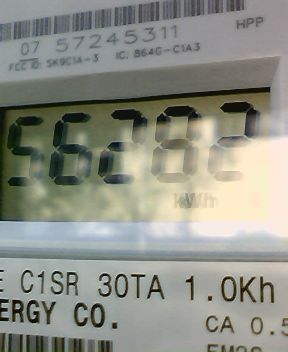 HPP
07 57245311
FCC ID: SK9C1A-3 IC: 864G-C1A3
56282
kWh
E C1SR 30TA 1.0Kh
ERGY CO.
CA 0.5